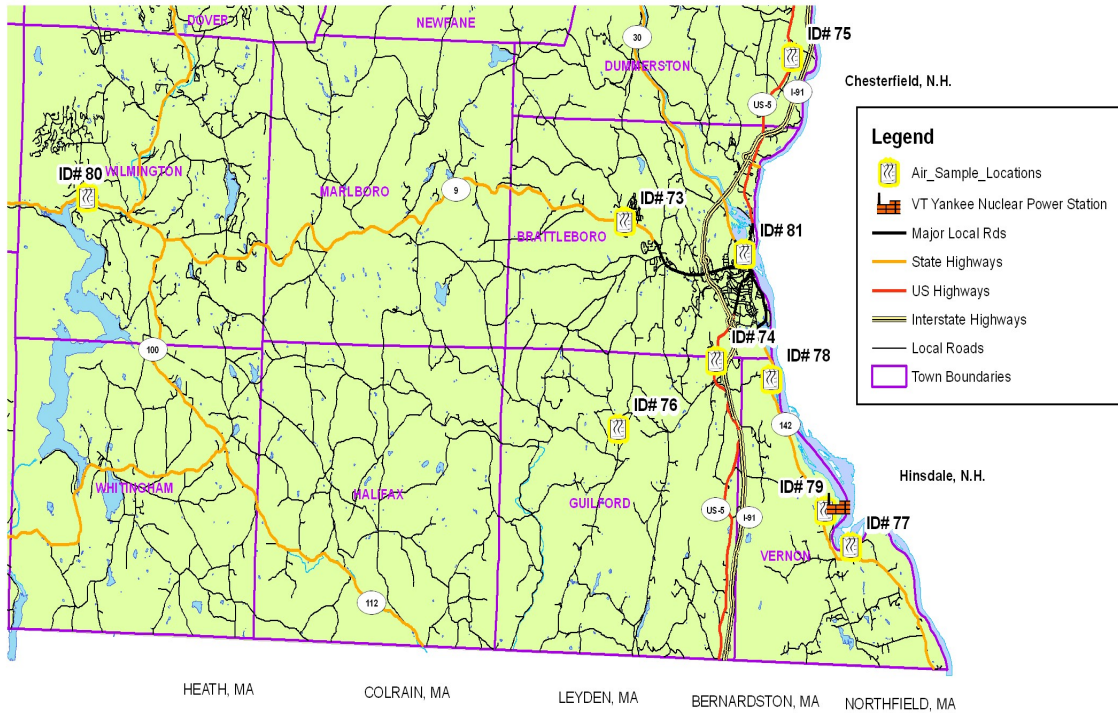 DOVER
NEWFANE
30
ID# 75
DUMMERSTON
Chesterfield, N.H.
I-91
US-5
Legend
Air_Sample_Locations
VT Yankee Nuclear Power Station
Major Local Rds
State Highways
US Highways
Interstate Highways
Local Roads
Town Boundaries
ID# 80
WILMINGTON
MARLBORO
9
ID# 73
BRATTLEBORO
ID# 81
ID# 74
100
ID# 78
ID# 76
142
Hinsdale, N.H.
WHITINGHAM
HALIFAX
GUILFORD
ID# 79
US-5
I-91
ID# 77
VERNON
112
HEATH, MA
COLRAIN, MA
LEYDEN, MA
BERNARDSTON, MA
NORTHFIELD, MA